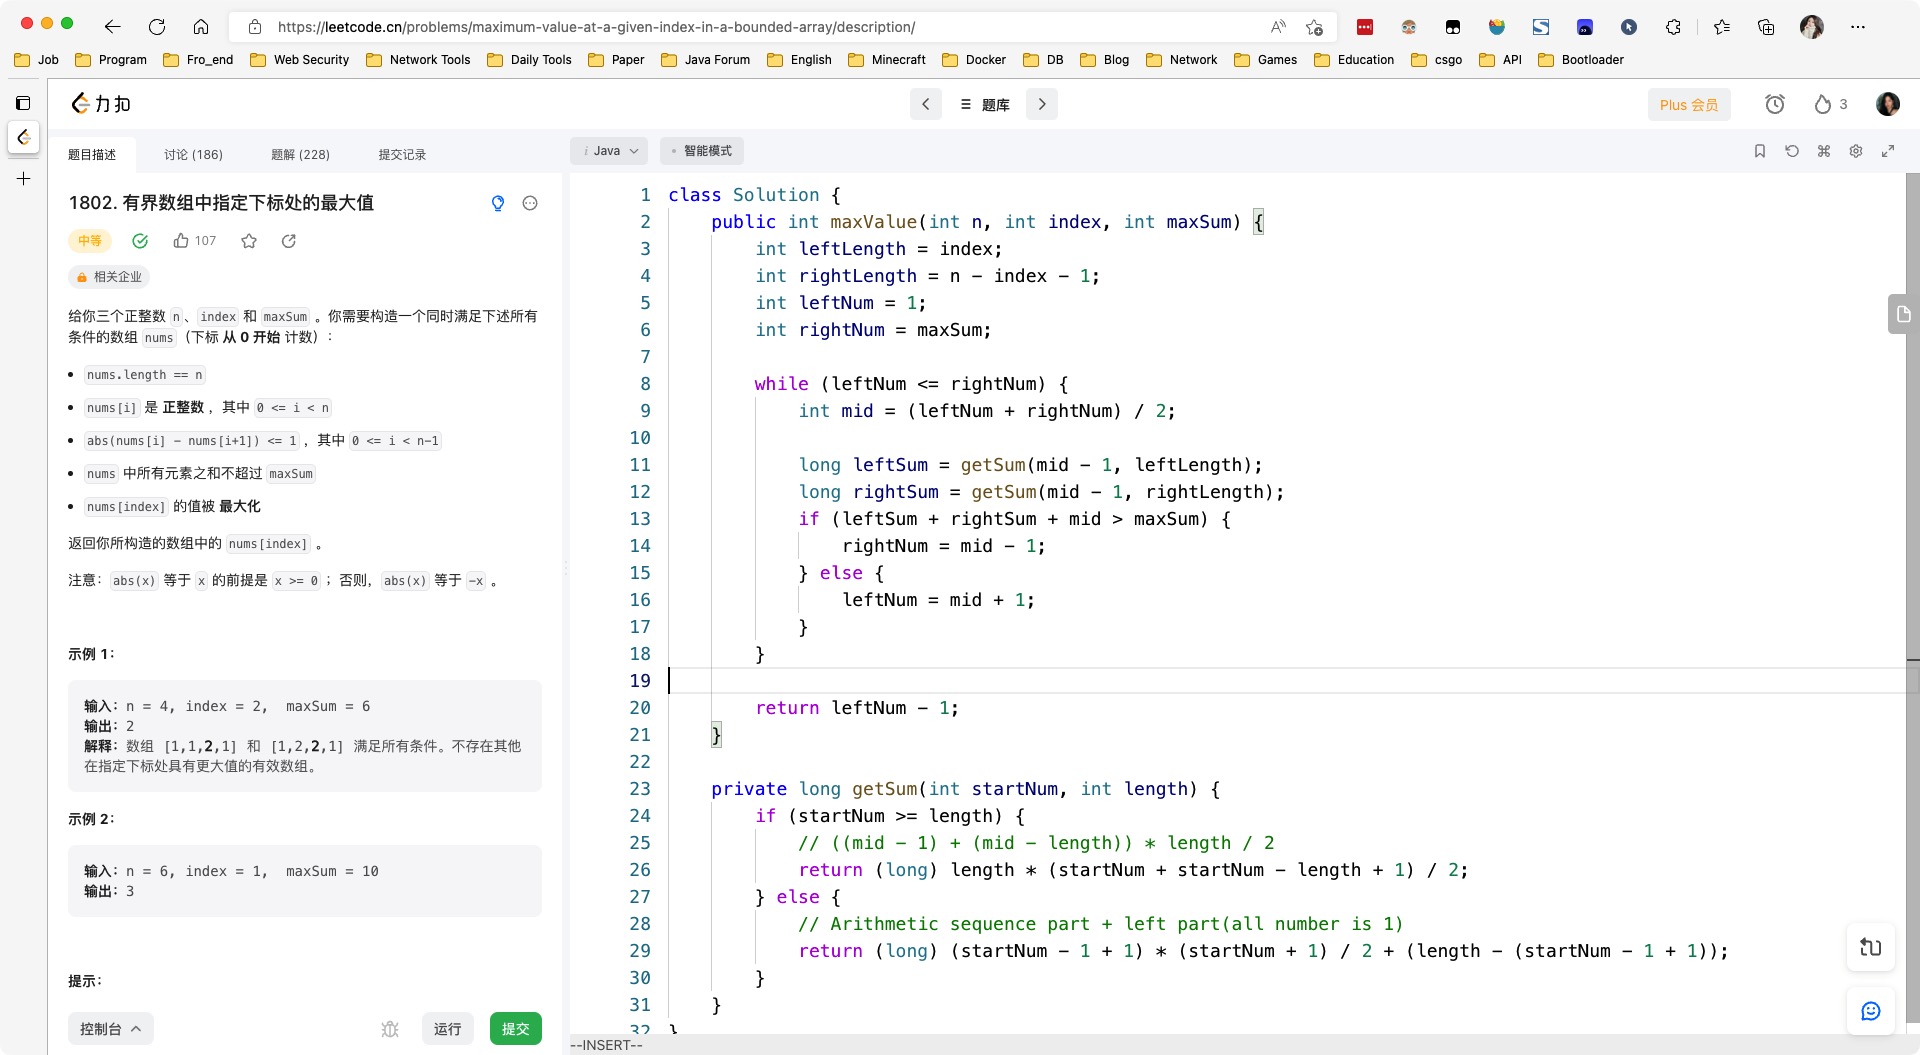 https://leetcode.cn/problems/maximum-value-at-a-given-index-in-a-bounded-array/description/
Job Program Fro_end Web Security Network Tools Daily Tools Paper Java Forum English Minecraft Docker DB Blog Network Games Education csgo API Bootloader
力扣
题库
Plus 会员
3
题目描述 讨论 (186) 题解 (228) 提交记录
i Java 智能模式
1802. 有界数组中指定下标处的最大值
中等 107
相关企业
给你三个正整数 n、index 和 maxSum 。你需要构造一个同时满足下述所有
条件的数组 nums（下标 从 0 开始 计数）：
nums.length == n
nums[i] 是 正整数 ，其中 0 <= i < n
abs(nums[i] - nums[i+1]) <= 1 ，其中 0 <= i < n-1
nums 中所有元素之和不超过 maxSum
nums[index] 的值被 最大化
返回你所构造的数组中的 nums[index] 。
注意：abs(x) 等于 x 的前提是 x >= 0 ；否则，abs(x) 等于 -x 。
示例 1：
输入：n = 4, index = 2,  maxSum = 6
输出：2
解释：数组 [1,1,2,1] 和 [1,2,2,1] 满足所有条件。不存在其他
在指定下标处具有更大值的有效数组。
示例 2：
输入：n = 6, index = 1,  maxSum = 10
输出：3
提示：
控制台 运行 提交
1 class Solution {
2     public int maxValue(int n, int index, int maxSum) {
3         int leftLength = index;
4         int rightLength = n - index - 1;
5         int leftNum = 1;
6         int rightNum = maxSum;
7
8         while (leftNum <= rightNum) {
9             int mid = (leftNum + rightNum) / 2;
10
11             long leftSum = getSum(mid - 1, leftLength);
12             long rightSum = getSum(mid - 1, rightLength);
13             if (leftSum + rightSum + mid > maxSum) {
14                 rightNum = mid - 1;
15             } else {
16                 leftNum = mid + 1;
17             }
18         }
19
20         return leftNum - 1;
21     }
22
23     private long getSum(int startNum, int length) {
24         if (startNum >= length) {
25             // ((mid - 1) + (mid - length)) * length / 2
26             return (long) length * (startNum + startNum - length + 1) / 2;
27         } else {
28             // Arithmetic sequence part + left part(all number is 1)
29             return (long) (startNum - 1 + 1) * (startNum + 1) / 2 + (length - (startNum - 1 + 1));
30         }
31     }
32 }
--INSERT--